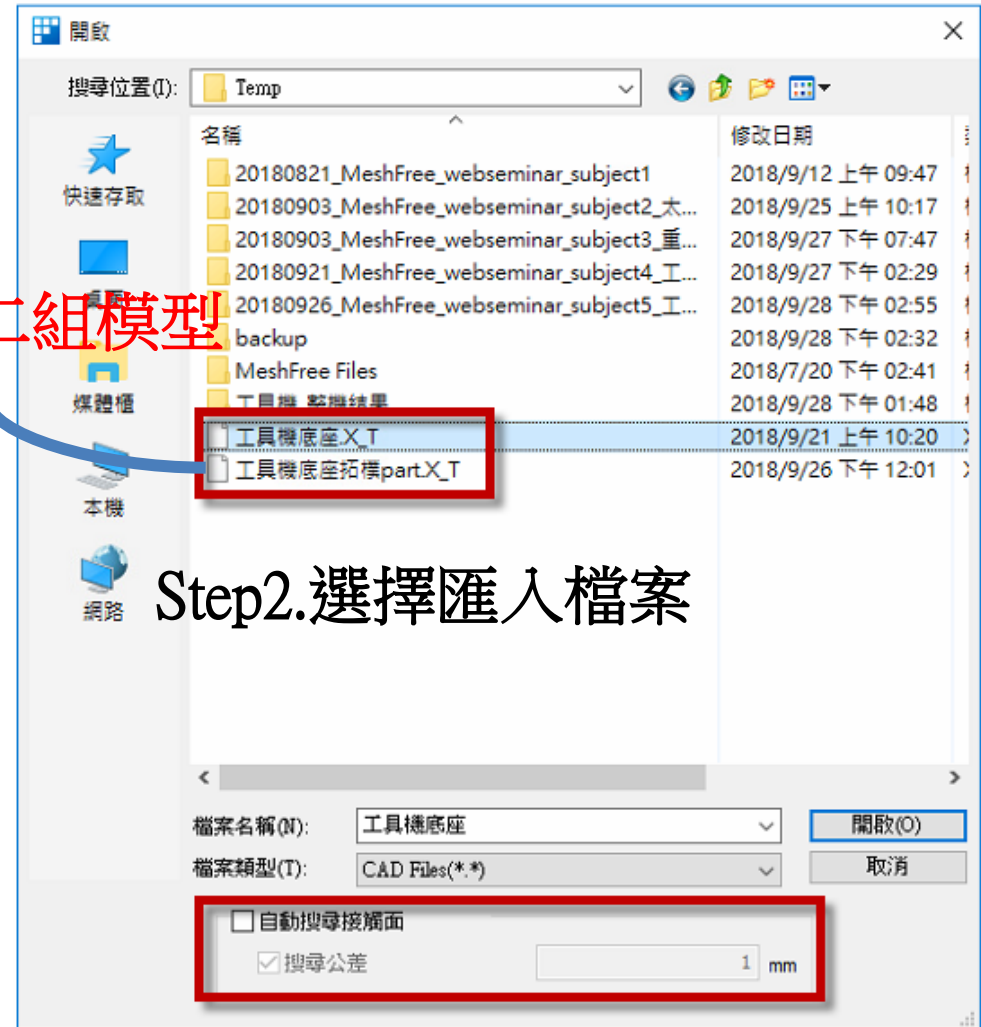 開啟
搜尋位置(I):
Temp
名稱
修改日期
快速存取
20180821_MeshFree_webseminar_subject1
2018/9/12 上午 09:47
20180903_MeshFree_webseminar_subject2_太...
2018/9/25 上午 10:17
20180903_MeshFree_webseminar_subject3_重...
2018/9/27 下午 07:47
20180921_MeshFree_webseminar_subject4_工...
2018/9/27 下午 02:29
20180926_MeshFree_webseminar_subject5_工...
2018/9/28 下午 02:55
組模型
backup
2018/9/28 下午 02:32
MeshFree Files
2018/7/20 下午 02:41
媒體櫃
工具機_整機結果
2018/9/28 下午 01:48
工具機底座.X_T
2018/9/21 上午 10:20
工具機底座拓樸part.X_T
2018/9/26 下午 12:01
本機
網路
Step2.選擇匯入檔案
檔案名稱(N):
工具機底座
開啟(O)
檔案類型(T):
CAD Files(*.*)
取消
自動搜尋接觸面
搜尋公差
1 mm